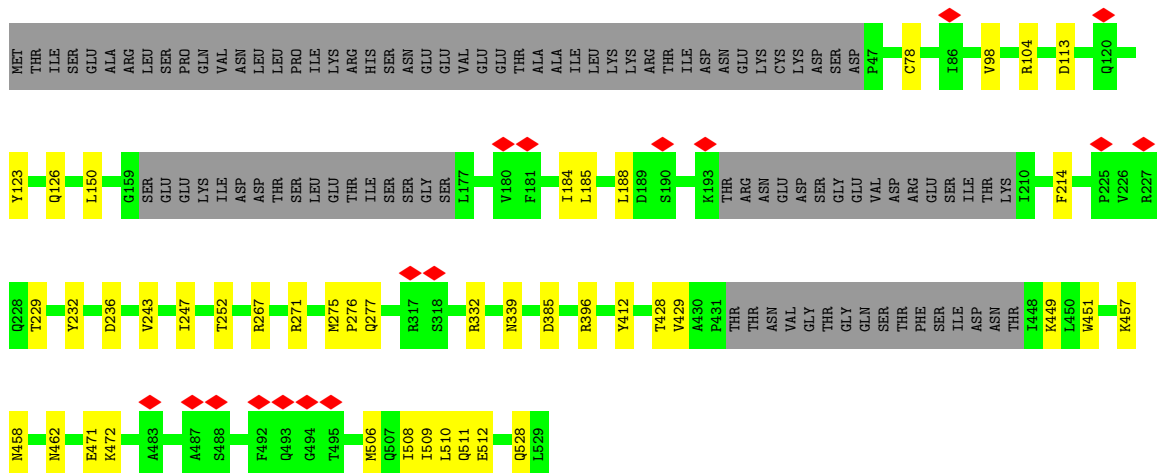 MET THR ILE SER GLU ALA ARG LEU SER PRO GLN VAL ASN LEU LEU PRO ILE LYS ARG HIS SER ASN GLU GLU VAL GLU GLU THR ALA ALA ILE LEU LYS LYS ARG THR ILE ASP ASN GLU LYS CYS LYS ASP SER ASP P47 C78 I86 V98 R104 D113 Q120
Y123 Q126 L150 G159 SER GLU GLU LYS ILE ASP ASP THR SER LEU GLU THR ILE SER SER GLY SER L177 V180 F181 I184 L185 L188 D189 S190 K193 THR ARG ASN GLU ASP SER GLY GLU VAL ASP ARG GLU SER ILE THR LYS I210 F214 P225 V226 R227
Q228 T229 Y232 D236 V243 I247 T252 R267 R271 M275 P276 Q277 R317 S318 R332 N339 D385 R396 Y412 T428 V429 A430 P431 THR THR ASN VAL GLY THR GLY GLN SER THR PHE SER ILE ASP ASN THR I448 K449 L450 W451 K457
N458 N462 E471 K472 A483 A487 S488 F492 Q493 G494 T495 M506 Q507 I508 I509 L510 Q511 E512 Q528 L529